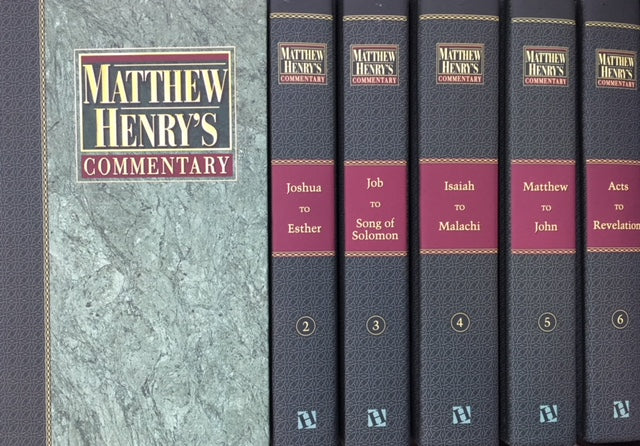 MATTHEW
HENRY'S
COMMENTARY
MATTHEW
HENRY'S
COMMENTARY
Joshua
TO
Esther
2
H
MATTHEW
HENRY'S
COMMENTARY
Job
TO
Song of
Solomon
3
H
MATTHEW
HENRY'S
COMMENTARY
Isaiah
TO
Malachi
4
H
MATTHEW
HENRY'S
COMMENTARY
Matthew
TO
John
5
H
MATTHEW
HENRY'S
COMMENTARY
Acts
TO
Revelation
6
H